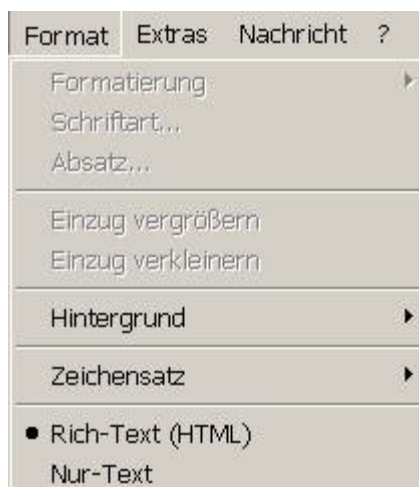 Format Extras Nachricht ?
Formatierung
Schriftart...
Absatz...
Einzug vergrößern
Einzug verkleinern
Hintergrund
Zeichensatz
Rich-Text (HTML)
Nur-Text